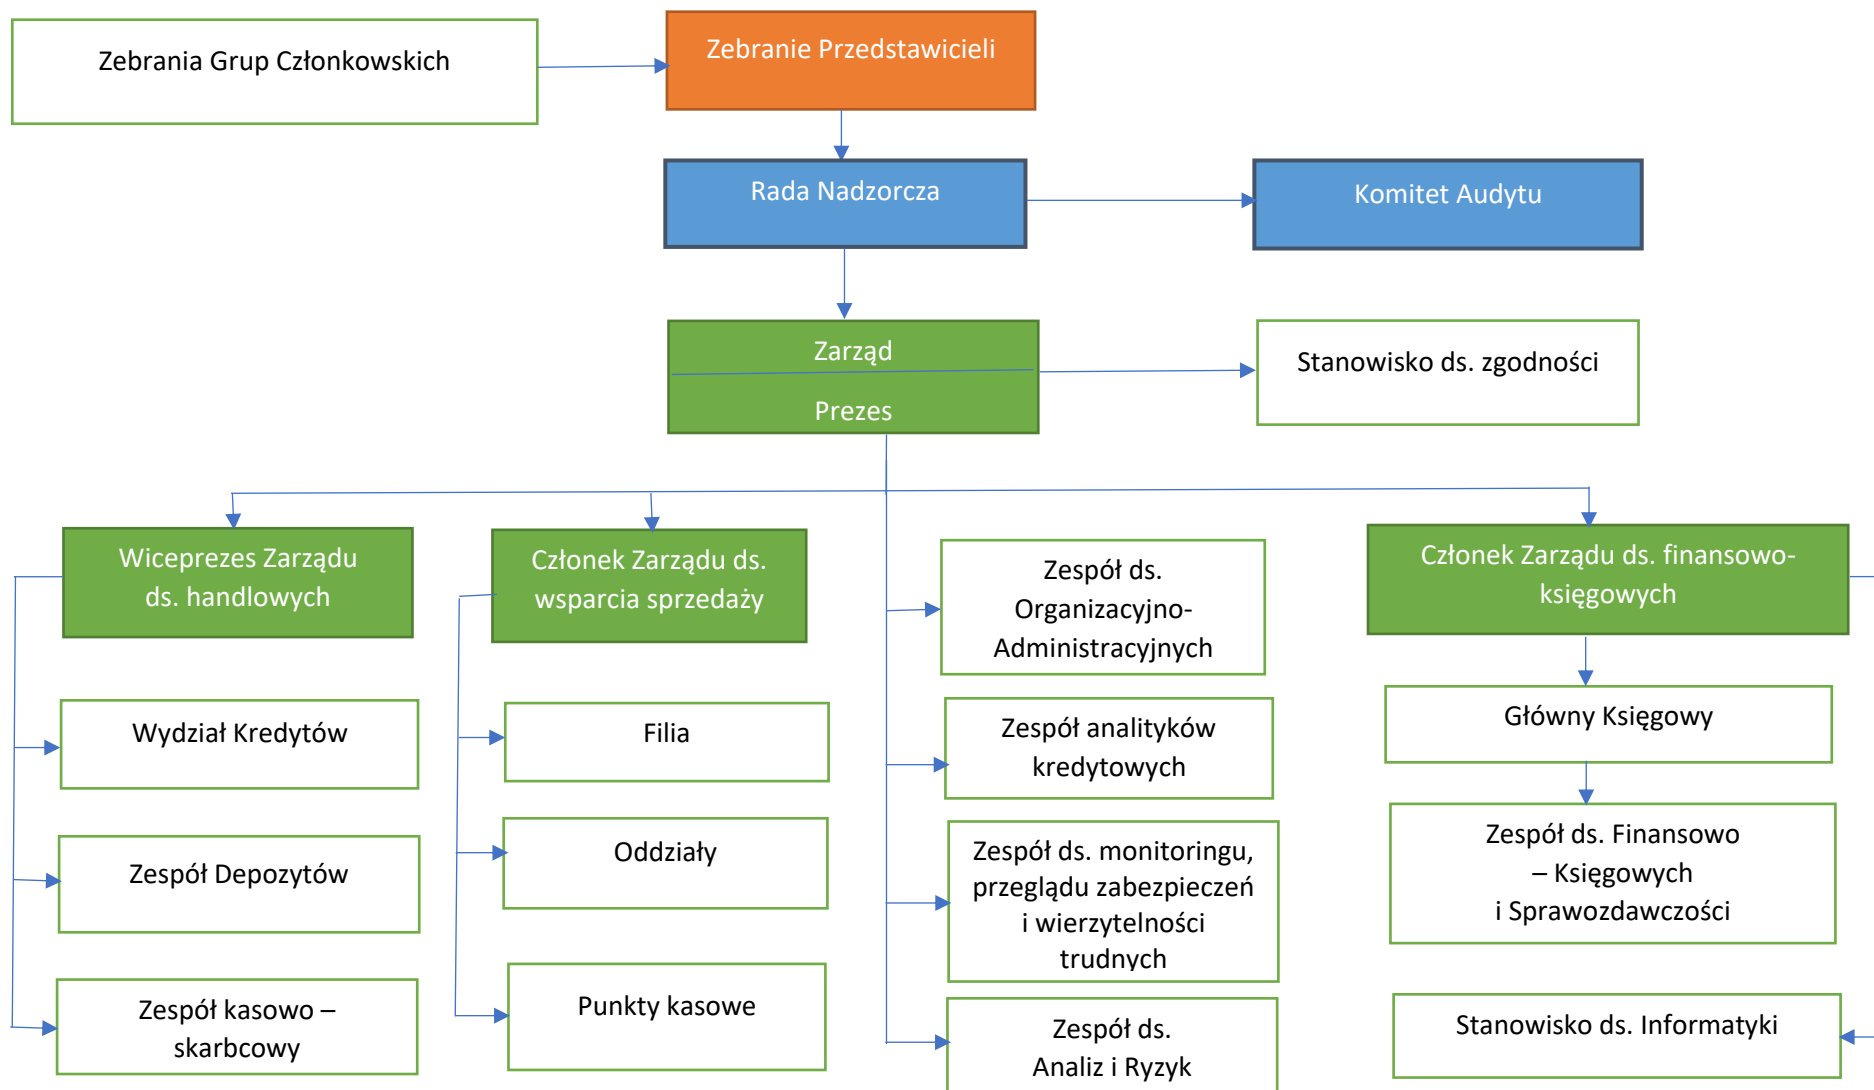 Zebrania Grup Członkowskich
Zebranie Przedstawicieli
Rada Nadzorcza
Komitet Audytu
Zarząd
Prezes
Stanowisko ds. zgodności
Wiceprezes Zarządu
ds. handlowych
Członek Zarządu ds.
wsparcia sprzedaży
Zespół ds.
Organizacyjno-
Administracyjnych
Członek Zarządu ds. finansowo-
księgowych
Wydział Kredytów
Filia
Zespół analityków
kredytowych
Główny Księgowy
Zespół Depozytów
Oddziały
Zespół ds. monitoringu,
przeglądu zabezpieczeń
i wierzytelności
trudnych
Zespół ds. Finansowo
– Księgowych
i Sprawozdawczości
Zespół kasowo –
skarbcowy
Punkty kasowe
Zespół ds.
Analiz i Ryzyk
Stanowisko ds. Informatyki